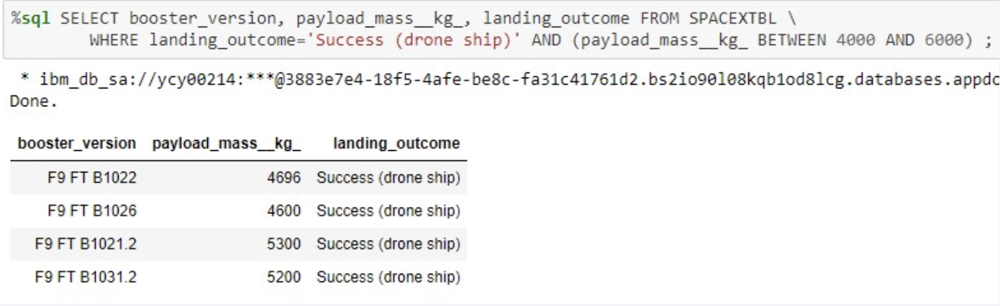 %sql SELECT booster_version, payload_mass__kg_, landing_outcome FROM SPACEXTBL \
WHERE landing_outcome='Success (drone ship)' AND (payload_mass__kg_ BETWEEN 4000 AND 6000) ;
* ibm_db_sa://ycy00214:***@3883e7e4-18f5-4afe-be8c-fa31c41761d2.bs2io90l08kqb1od8lcg.databases.appdc
Done.
booster_version payload_mass__kg_ landing_outcome
F9 FT B1022 4696 Success (drone ship)
F9 FT B1026 4600 Success (drone ship)
F9 FT B1021.2 5300 Success (drone ship)
F9 FT B1031.2 5200 Success (drone ship)